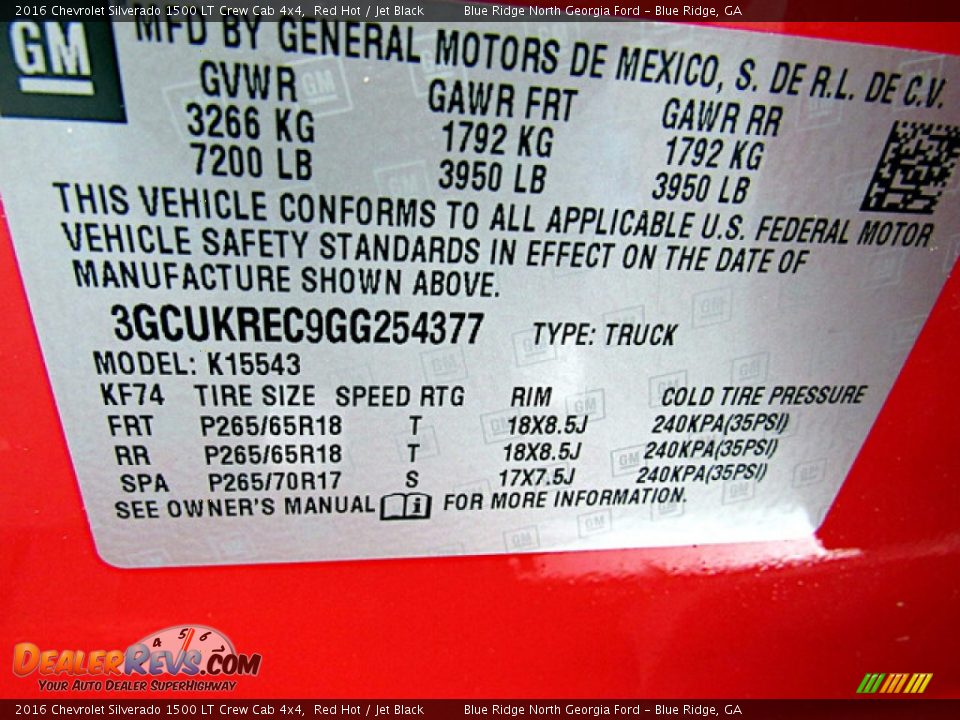 2016 Chevrolet Silverado 1500 LT Crew Cab 4x4, Red Hot / Jet Black Blue Ridge North Georgia Ford - Blue Ridge, GA
GM
MFD BY GENERAL MOTORS DE MEXICO, S. DE R.L. DE C.V.
GVWR GAWR FRT GAWR RR
3266 KG 1792 KG 1792 KG
7200 LB 3950 LB 3950 LB
THIS VEHICLE CONFORMS TO ALL APPLICABLE U.S. FEDERAL MOTOR
VEHICLE SAFETY STANDARDS IN EFFECT ON THE DATE OF
MANUFACTURE SHOWN ABOVE.
3GCUKREC9GG254377 TYPE: TRUCK
MODEL: K15543
KF74 TIRE SIZE SPEED RTG RIM COLD TIRE PRESSURE
FRT P265/65R18 T 18X8.5J 240KPA(35PSI)
RR P265/65R18 T 18X8.5J 240KPA(35PSI)
SPA P265/70R17 S 17X7.5J 240KPA(35PSI)
SEE OWNER'S MANUAL i FOR MORE INFORMATION.
4 5 6
DEALERREVS.COM
YOUR AUTO DEALER SUPERHIGHWAY
2016 Chevrolet Silverado 1500 LT Crew Cab 4x4, Red Hot / Jet Black Blue Ridge North Georgia Ford - Blue Ridge, GA